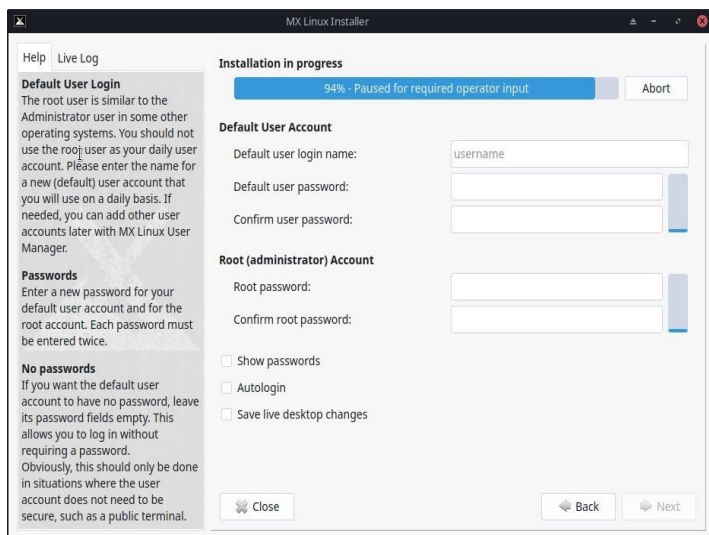 MX Linux Installer
Help
Live Log
Default User Login
The root user is similar to the
Administrator user in some other
operating systems. You should not
use the root user as your daily user
account. Please enter the name for
a new (default) user account that
you will use on a daily basis. If
needed, you can add other user
accounts later with MX Linux User
Manager.
Passwords
Enter a new password for your
default user account and for the
root account. Each password must
be entered twice.
No passwords
If you want the default user
account to have no password, leave
its password fields empty. This
allows you to log in without
requiring a password.
Obviously, this should only be done
in situations where the user
account does not need to be
secure, such as a public terminal.
Installation in progress
94% - Paused for required operator input
Abort
Default User Account
Default user login name:
username
Default user password:
Confirm user password:
Root (administrator) Account
Root password:
Confirm root password:
Show passwords
Autologin
Save live desktop changes
Close
Back
Next